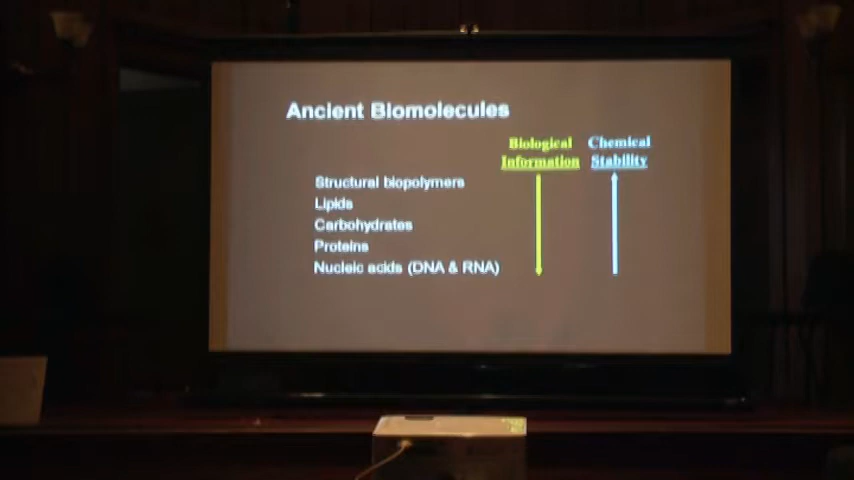 Ancient Biomolecules
Biological Chemical
Information Stability
Structural biopolymers
Lipids
Carbohydrates
Proteins
Nucleic acids (DNA & RNA)